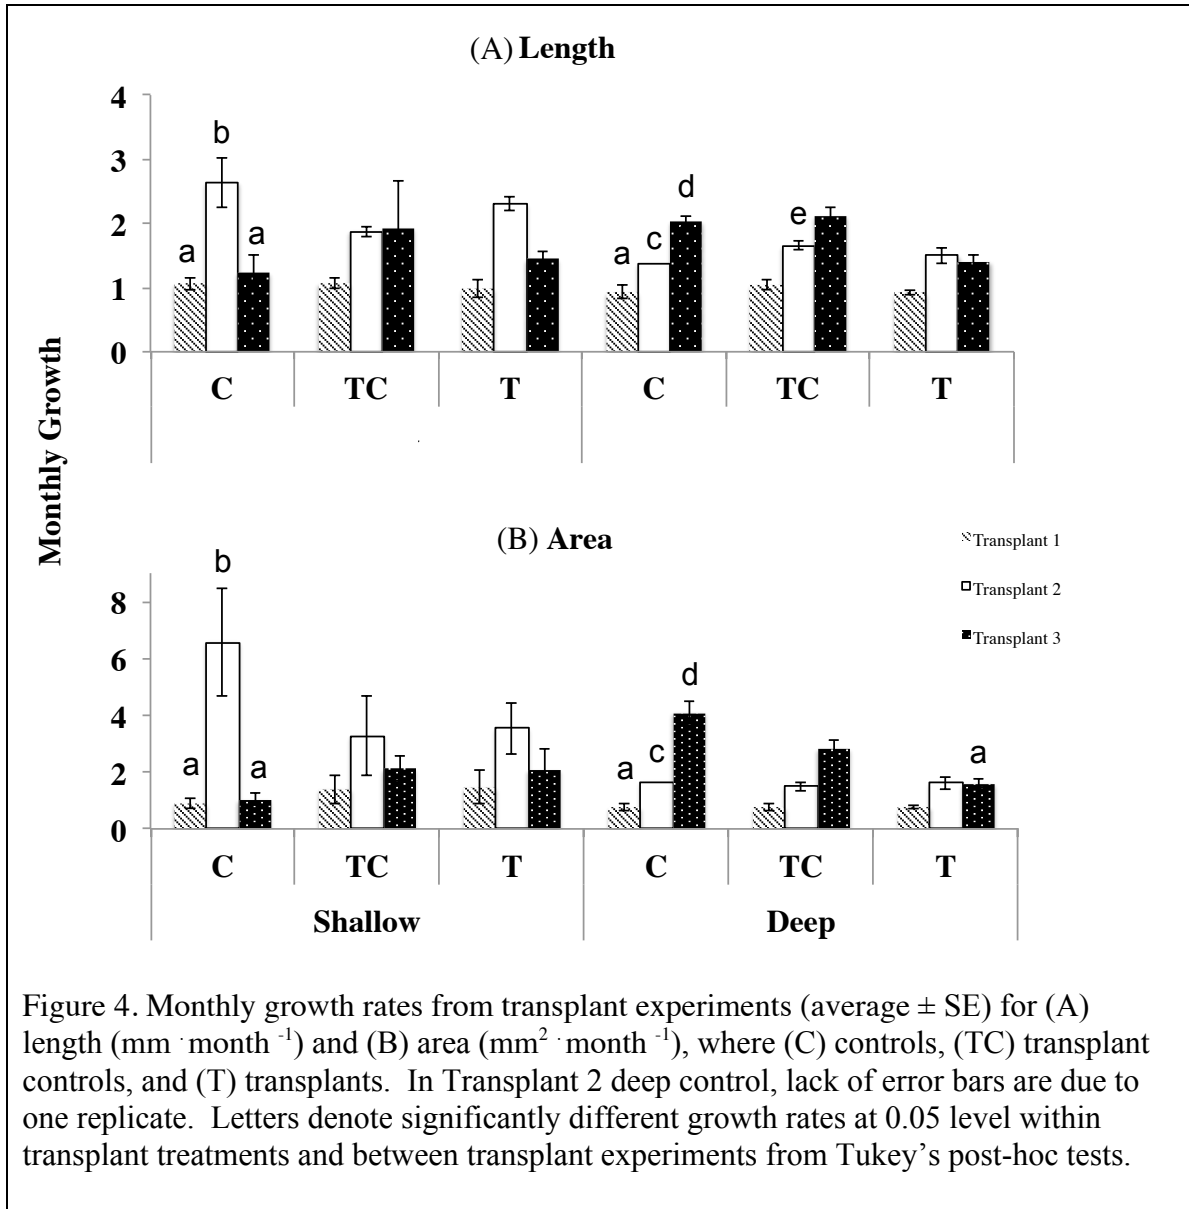 (A) Length
4
3
2
1
0
b
a
a
a
c
d
e
C
TC
T
C
TC
T
Monthly Growth
(B) Area
Transplant 1
Transplant 2
Transplant 3
8
6
4
2
0
b
a
a
a
c
d
a
C
TC
T
C
TC
T
Shallow
Deep
Figure 4. Monthly growth rates from transplant experiments (average ± SE) for (A)
length (mm ·month ⁻¹) and (B) area (mm² ·month ⁻¹), where (C) controls, (TC) transplant
controls, and (T) transplants.  In Transplant 2 deep control, lack of error bars are due to
one replicate.  Letters denote significantly different growth rates at 0.05 level within
transplant treatments and between transplant experiments from Tukey’s post-hoc tests.